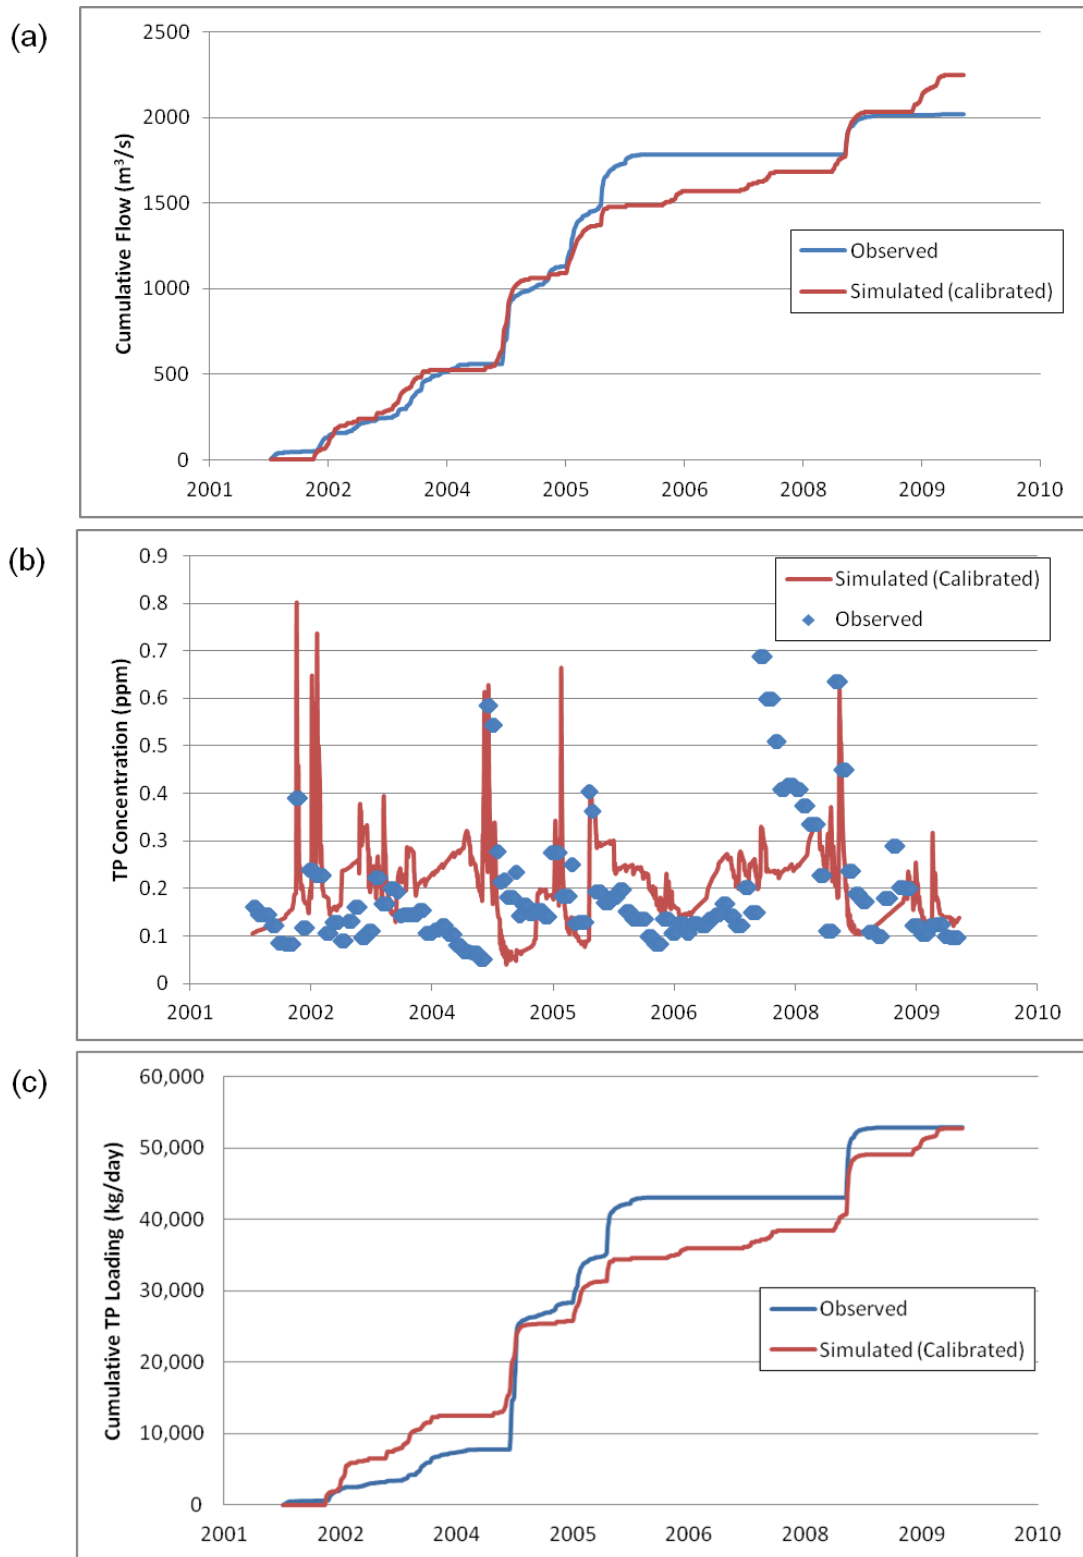 (a)
2500
2000
1500
1000
500
0
Cumulative Flow (m³/s)
Observed
Simulated (calibrated)
2001 2002 2004 2005 2006 2008 2009 2010
(b)
0.9
0.8
0.7
0.6
0.5
0.4
0.3
0.2
0.1
0
TP Concentration (ppm)
Simulated (Calibrated)
Observed
2001 2002 2004 2005 2006 2008 2009 2010
(c)
60,000
50,000
40,000
30,000
20,000
10,000
0
Cumulative TP Loading (kg/day)
Observed
Simulated (Calibrated)
2001 2002 2004 2005 2006 2008 2009 2010